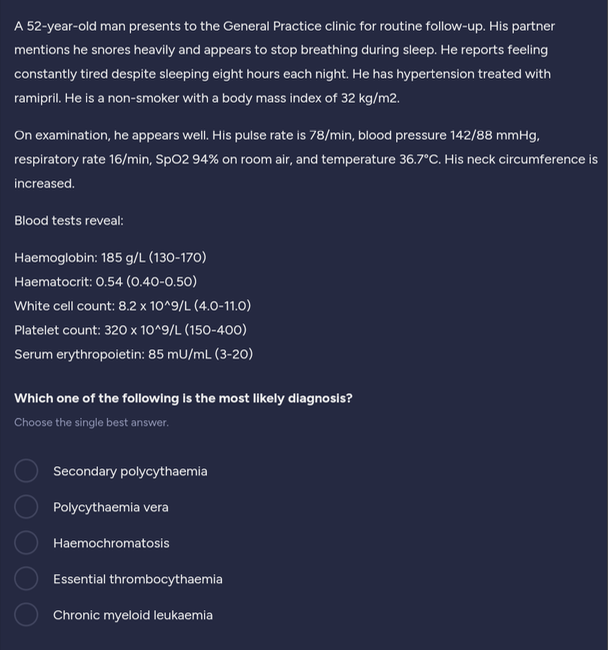 A 52-year-old man presents to the General Practice clinic for routine follow-up. His partner
mentions he snores heavily and appears to stop breathing during sleep. He reports feeling
constantly tired despite sleeping eight hours each night. He has hypertension treated with
ramipril. He is a non-smoker with a body mass index of 32 kg/m2.
On examination, he appears well. His pulse rate is 78/min, blood pressure 142/88 mmHg,
respiratory rate 16/min, SpO2 94% on room air, and temperature 36.7°C. His neck circumference is
increased.
Blood tests reveal:
Haemoglobin: 185 g/L (130-170)
Haematocrit: 0.54 (0.40-0.50)
White cell count: 8.2 x 10^9/L (4.0-11.0)
Platelet count: 320 x 10^9/L (150-400)
Serum erythropoietin: 85 mU/mL (3-20)
Which one of the following is the most likely diagnosis?
Choose the single best answer.
Secondary polycythaemia
Polycythaemia vera
Haemochromatosis
Essential thrombocythaemia
Chronic myeloid leukaemia